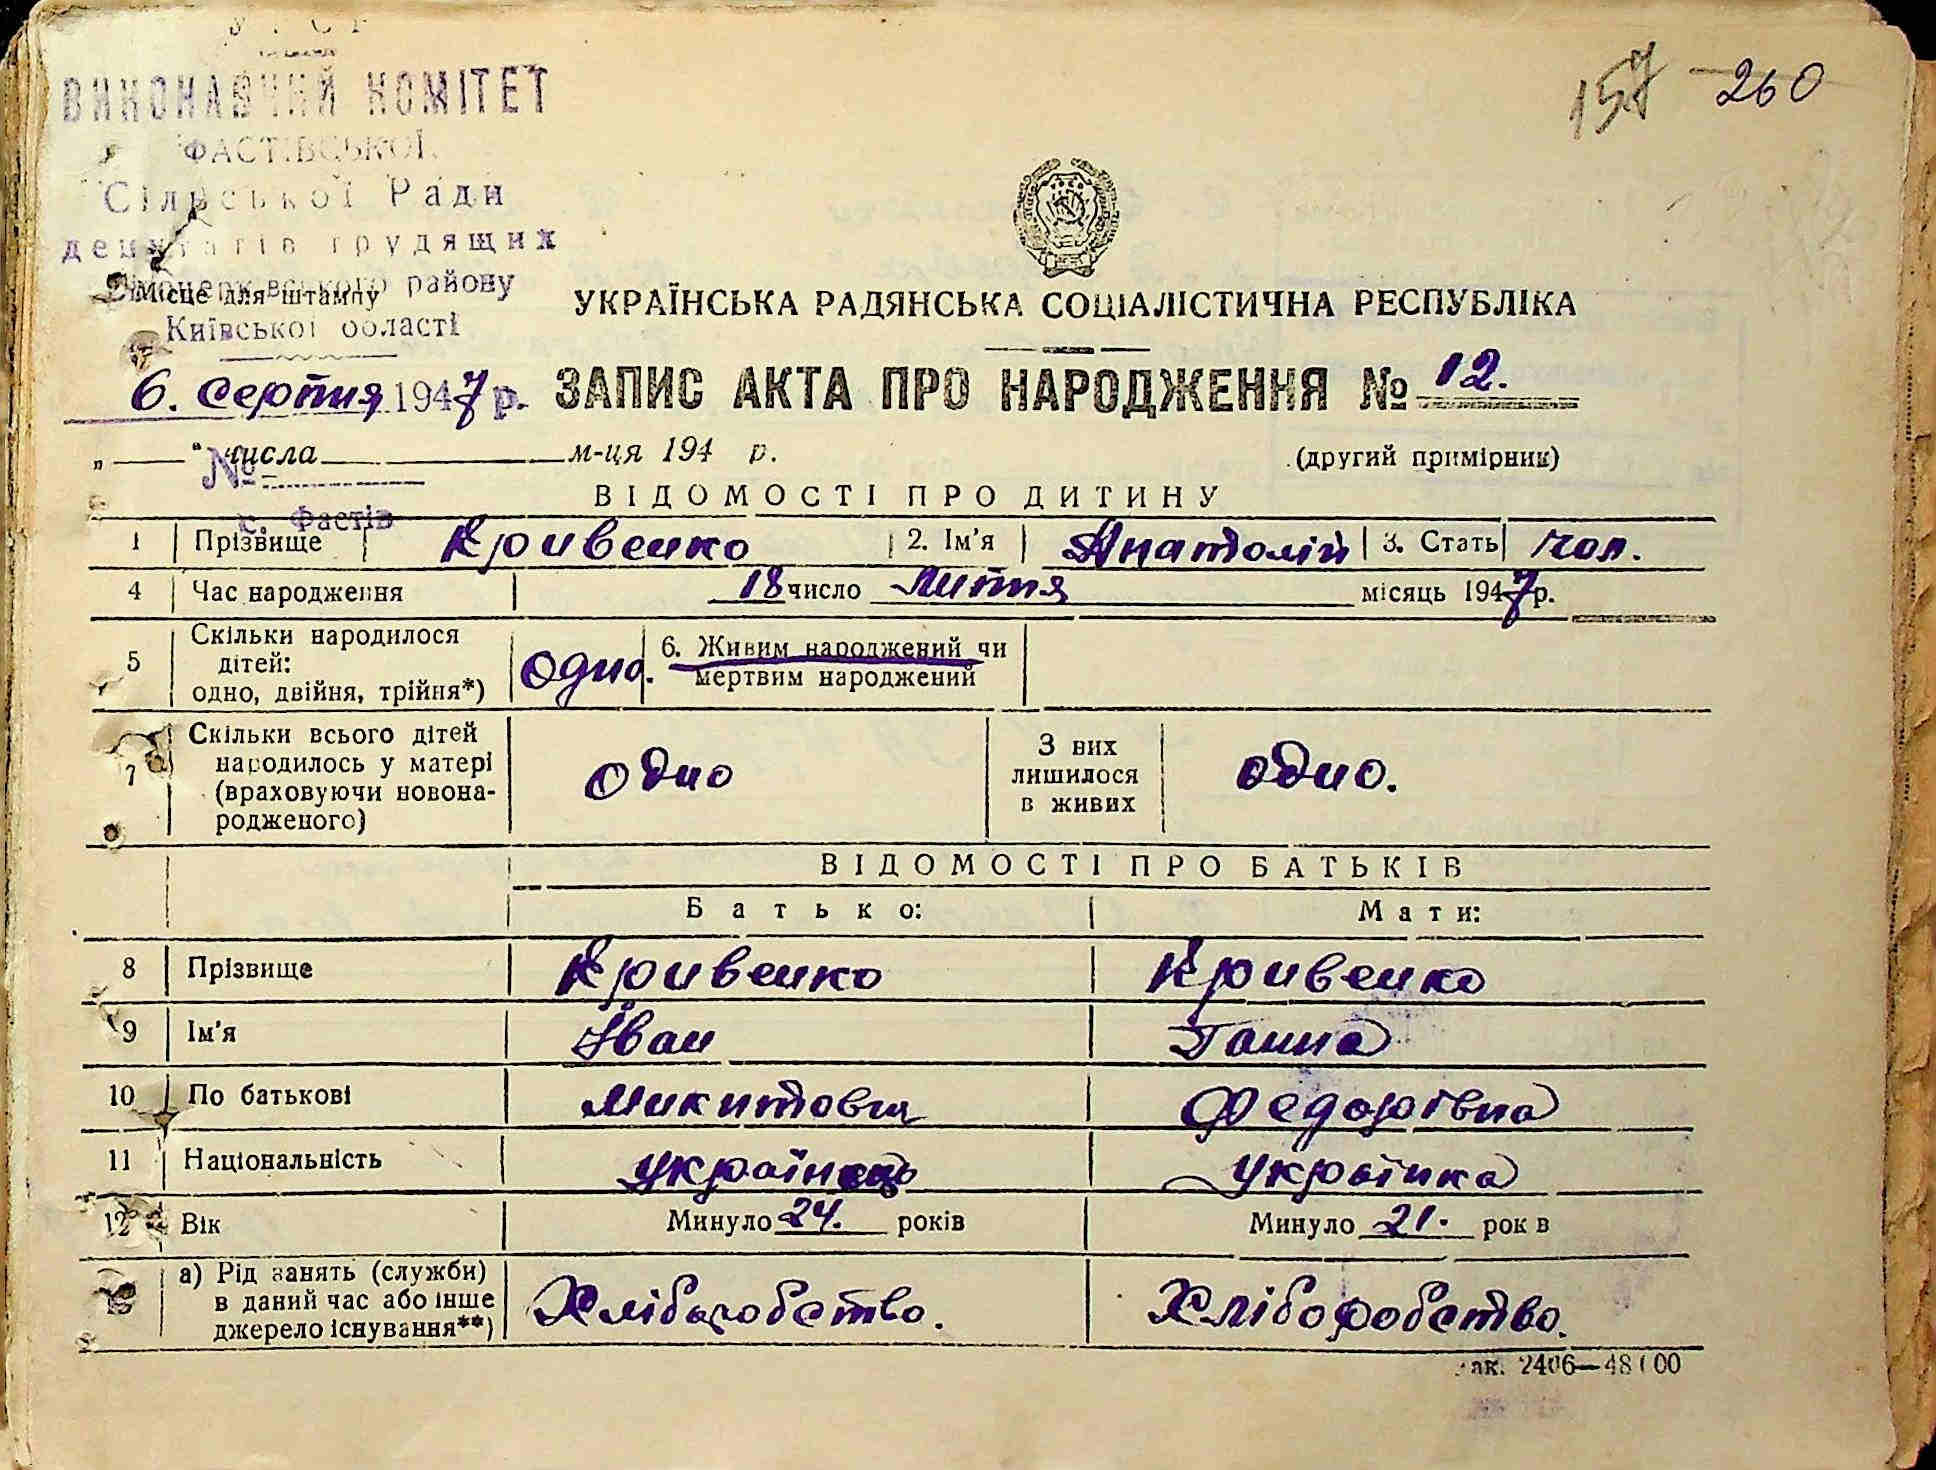 157 260
У Р С Р
ВИКОНАВЧИЙ КОМІТЕТ
ФАСТІВСЬКОЇ
Сільської Ради
депутатів трудящих
району
Місце для штампу
Київської області
6. Серпня 1947 р.
УКРАЇНСЬКА РАДЯНСЬКА СОЦІАЛІСТИЧНА РЕСПУБЛІКА
ЗАПИС АКТА ПРО НАРОДЖЕННЯ № 12.
„ “ числа м-ця 194 р.
(другий примірник)
№
с. Фастів
ВІДОМОСТІ ПРО ДИТИНУ
1 Прізвище Кривенко 2. Ім'я Анатолій 3. Стать чол.
4 Час народження 18 число Липня місяць 1947 р.
5 Скільки народилося дітей: одно, двійня, трійня*) одно. 6. Живим народжений чи мертвим народжений
7 Скільки всього дітей народилось у матері (враховуючи новонародженого) одно З них лишилося в живих одно.
ВІДОМОСТІ ПРО БАТЬКІВ
Батько: Мати:
8 Прізвище Кривенко Кривенко
9 Ім'я Іван Ганна
10 По батькові Микитович Федорівна
11 Національність українець українка
12 Вік Минуло 24. років Минуло 21. років
13 а) Рід занять (служби) в даний час або інше джерело існування**) Хліборобство. Хліборобство.
Зак. 2406—48000